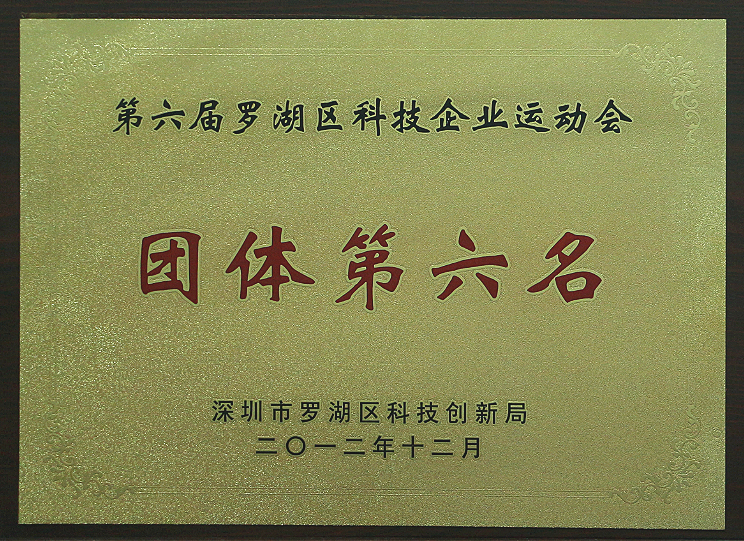 第六届罗湖区科技企业运动会
团体第六名
深圳市罗湖区科技创新局
二〇一二年十二月